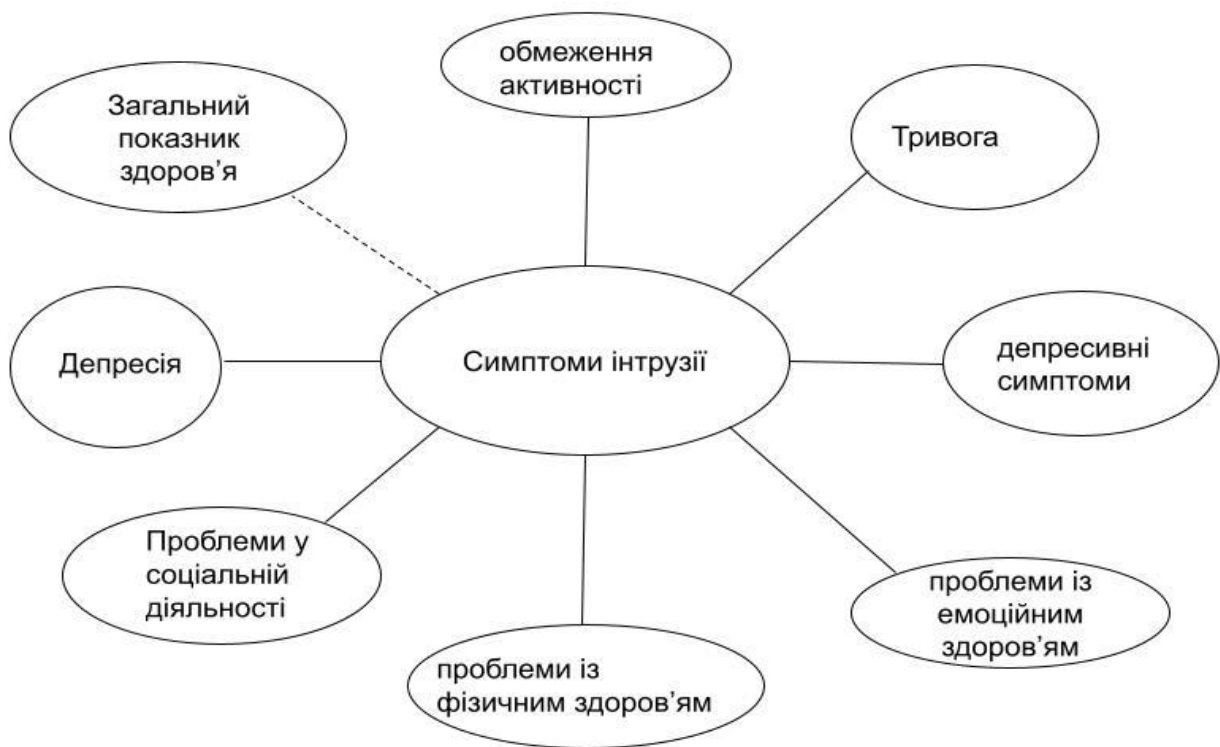 обмеження
активності
Загальний
показник
здоров’я
Тривога
Депресія
Симптоми інтрузії
депресивні
симптоми
Проблеми у
соціальній
діяльності
проблеми із
фізичним здоров’ям
проблеми із
емоційним
здоров’ям